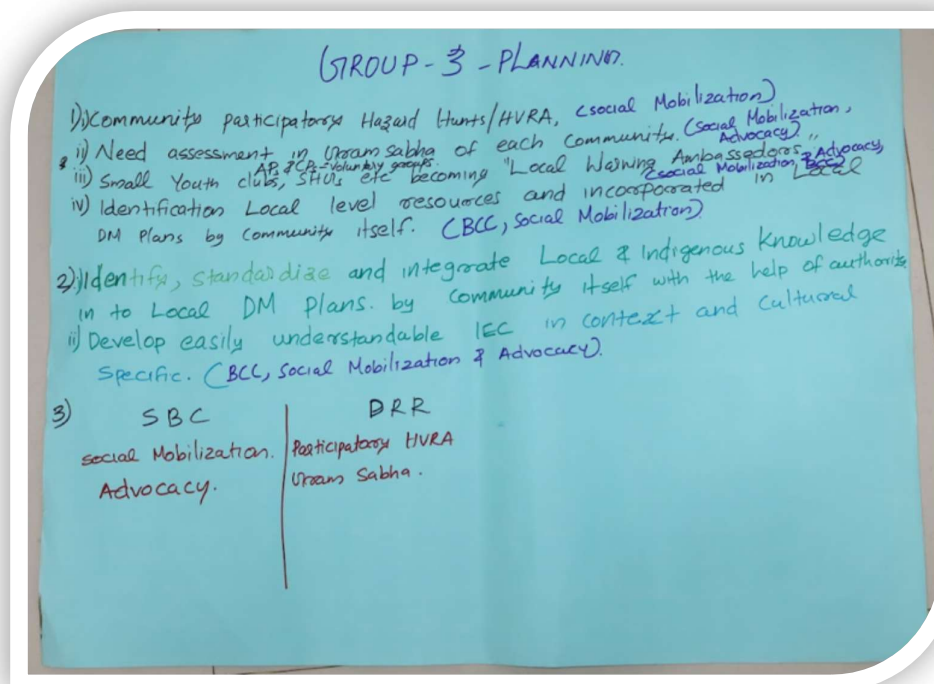 GROUP - 3 - PLANNING.
1) i) Community participatory Hazard Hunts/HVRA, (Social Mobilization)
ii) Need assessment in Gram Sabha of each Community. (Social Mobilization, Advocacy)
AP & CPs = Voluntary groups.
iii) Small Youth clubs, SHGs etc becoming "Local Warning Ambassedors,"
(Social Mobilization, & Advocacy, BCC)
iv) Identification Local level resources and incorporated in Local
DM Plans by Community itself. (BCC, Social Mobilization)
2) i) Identify, Standardize and integrate Local & Indigenous Knowledge
in to Local DM Plans. by Community itself with the help of authority
ii) Develop easily understandable IEC in context and Cultural
Specific. (BCC, Social Mobilization & Advocacy).
3) SBC DRR
Social Mobilization. Participatory HVRA
Advocacy. Gram Sabha.